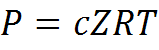 P = cZRT